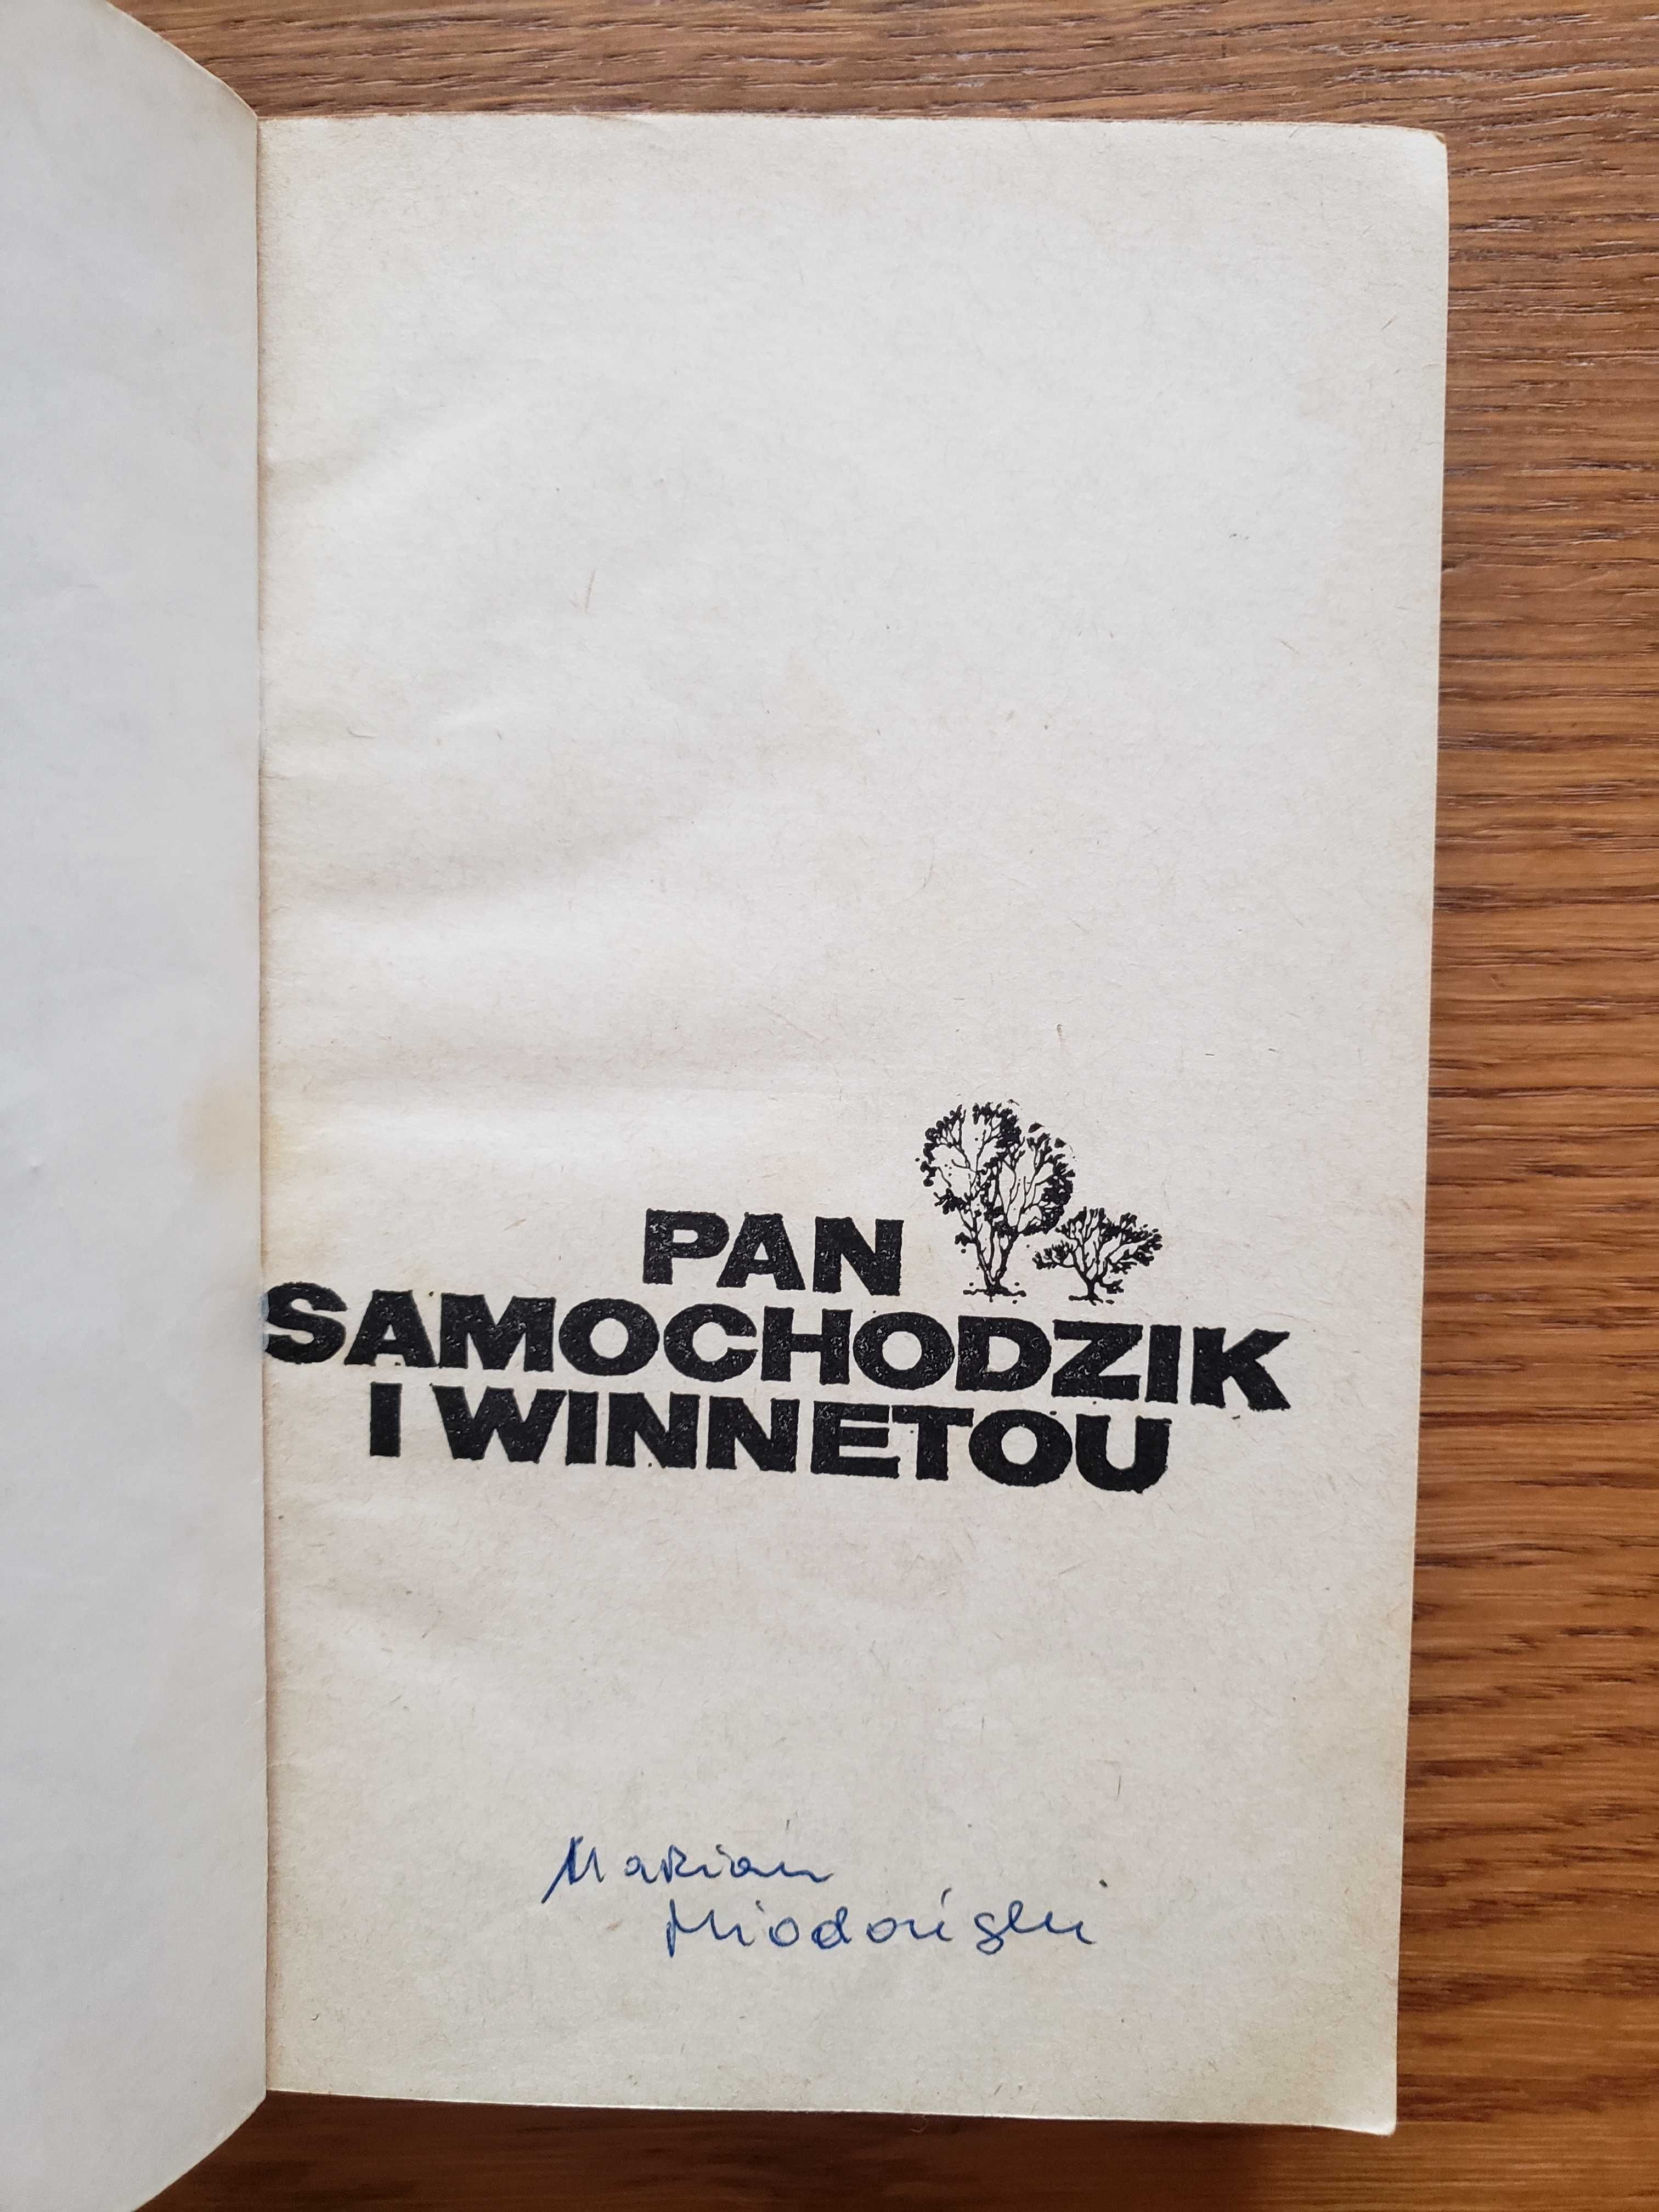 PAN
SAMOCHODZIK
I WINNETOU
Marian
Miodoński